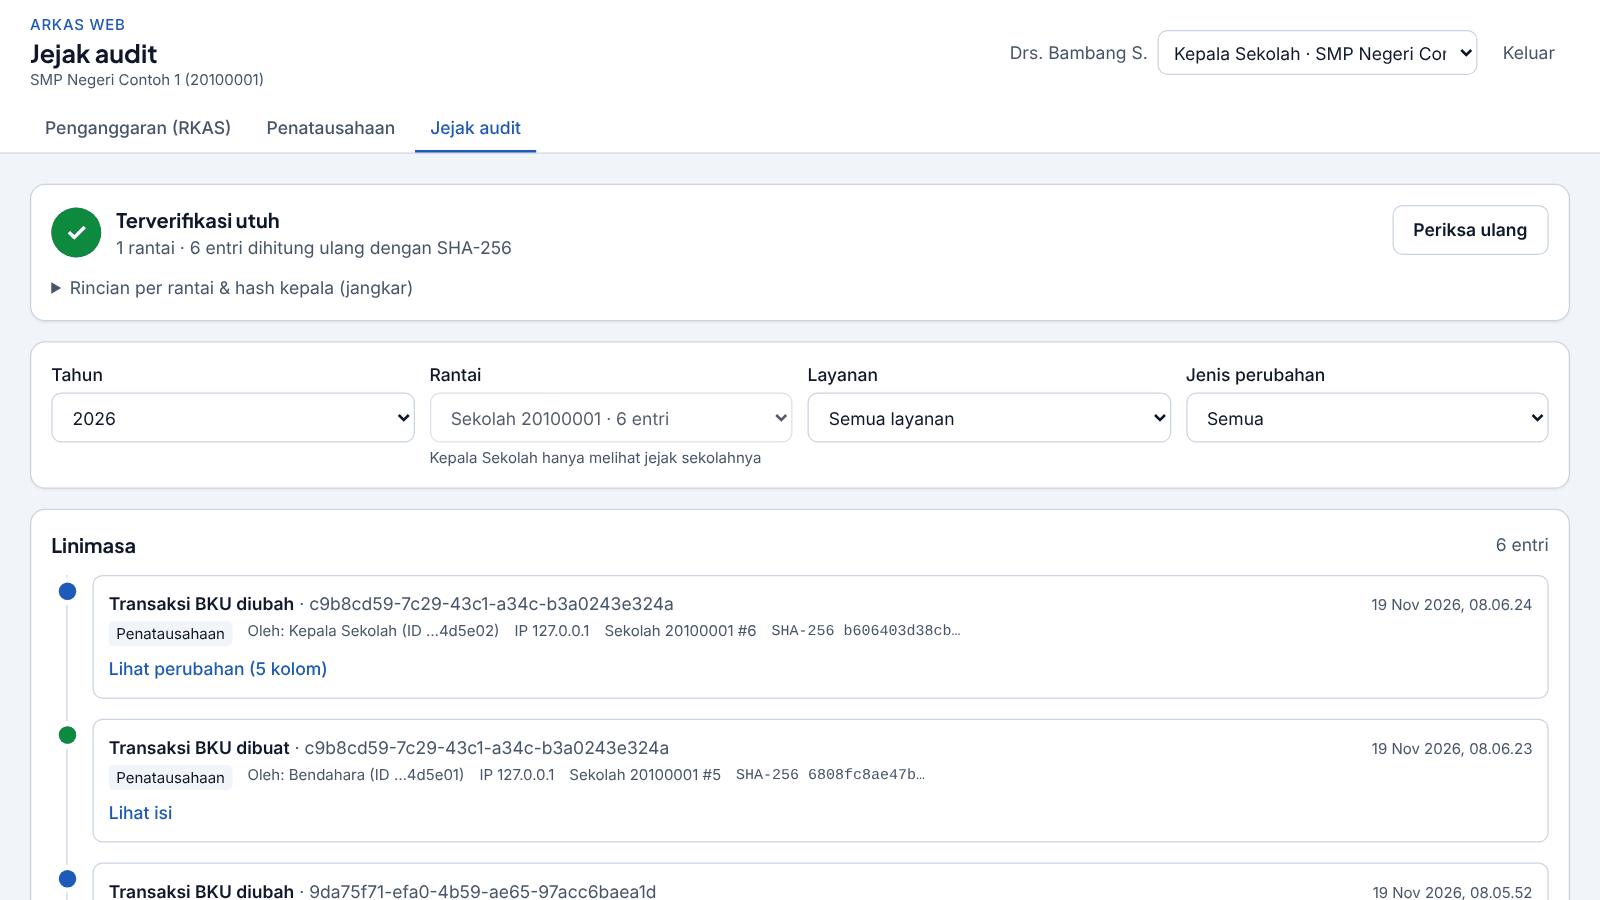 ARKAS WEB
Jejak audit
SMP Negeri Contoh 1 (20100001)
Drs. Bambang S.
Kepala Sekolah · SMP Negeri Cor
Keluar
Penganggaran (RKAS)
Penatausahaan
Jejak audit
Terverifikasi utuh
1 rantai · 6 entri dihitung ulang dengan SHA-256
Periksa ulang
Rincian per rantai & hash kepala (jangkar)
Tahun
2026
Rantai
Sekolah 20100001 · 6 entri
Kepala Sekolah hanya melihat jejak sekolahnya
Layanan
Semua layanan
Jenis perubahan
Semua
Linimasa
6 entri
Transaksi BKU diubah · c9b8cd59-7c29-43c1-a34c-b3a0243e324a
19 Nov 2026, 08.06.24
Penatausahaan Oleh: Kepala Sekolah (ID …4d5e02) IP 127.0.0.1 Sekolah 20100001 #6 SHA-256 b606403d38cb…
Lihat perubahan (5 kolom)
Transaksi BKU dibuat · c9b8cd59-7c29-43c1-a34c-b3a0243e324a
19 Nov 2026, 08.06.23
Penatausahaan Oleh: Bendahara (ID …4d5e01) IP 127.0.0.1 Sekolah 20100001 #5 SHA-256 6808fc8ae47b…
Lihat isi
Transaksi BKU diubah · 9da75f71-efa0-4b59-ae65-97acc6baea1d
19 Nov 2026, 08.05.52